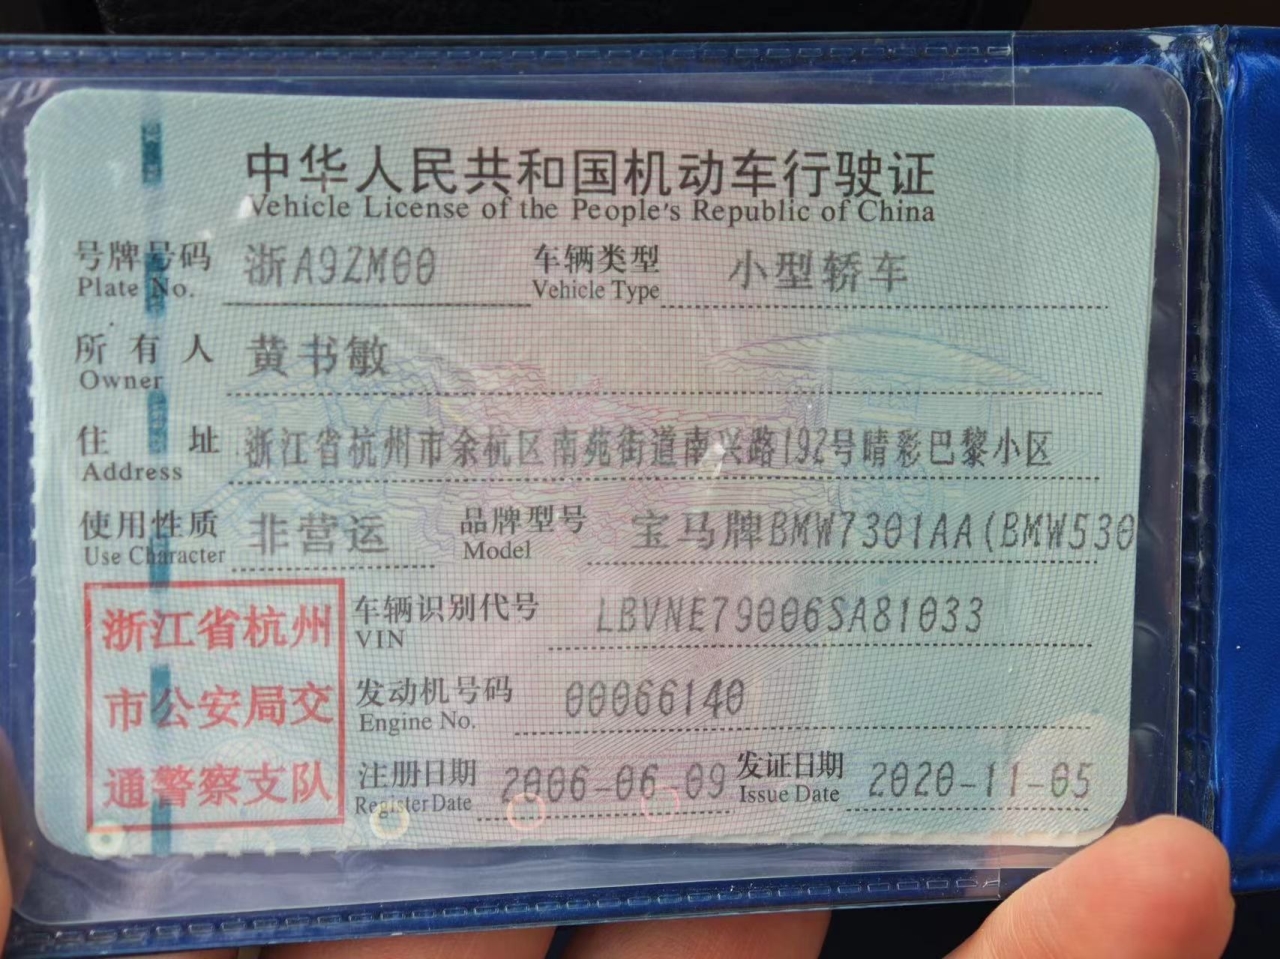 中华人民共和国机动车行驶证
Vehicle License of the People's Republic of China
号牌号码 浙A9ZM00 车辆类型 小型轿车
Plate No. Vehicle Type
所有人 黄书敏
Owner
住址 浙江省杭州市余杭区南苑街道南兴路192号晴彩巴黎小区
Address
使用性质 非营运 品牌型号 宝马牌BMW7301AA(BMW530
Use Character Model
浙江省杭州
市公安局交
通警察支队
车辆识别代号 LBVNE79006SA81033
VIN
发动机号码 00066140
Engine No.
注册日期 2006-06-09 发证日期 2020-11-05
Register Date Issue Date